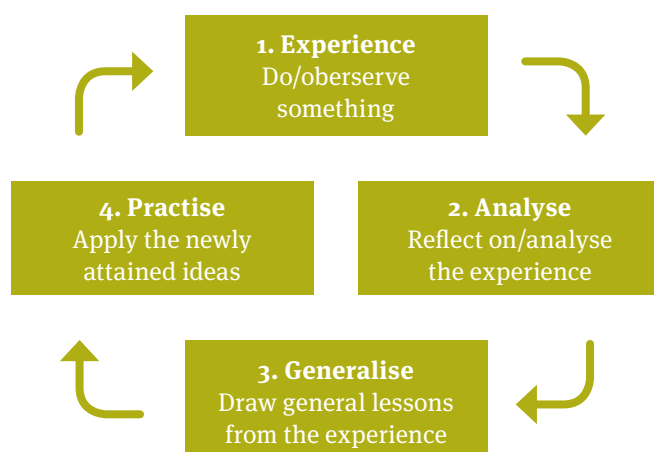 1. Experience
Do/oberserve
something
4. Practise
Apply the newly
attained ideas
2. Analyse
Reflect on/analyse
the experience
3. Generalise
Draw general lessons
from the experience